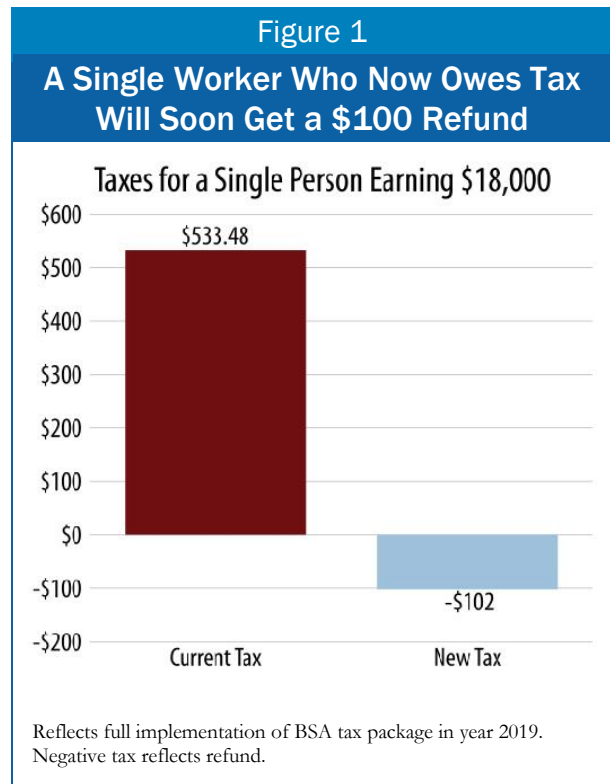 Figure 1
A Single Worker Who Now Owes Tax
Will Soon Get a $100 Refund
Taxes for a Single Person Earning $18,000
$600
$533.48
$500
$400
$300
$200
$100
$0
-$100
-$102
-$200
Current Tax
New Tax
Reflects full implementation of BSA tax package in year 2019.
Negative tax reflects refund.